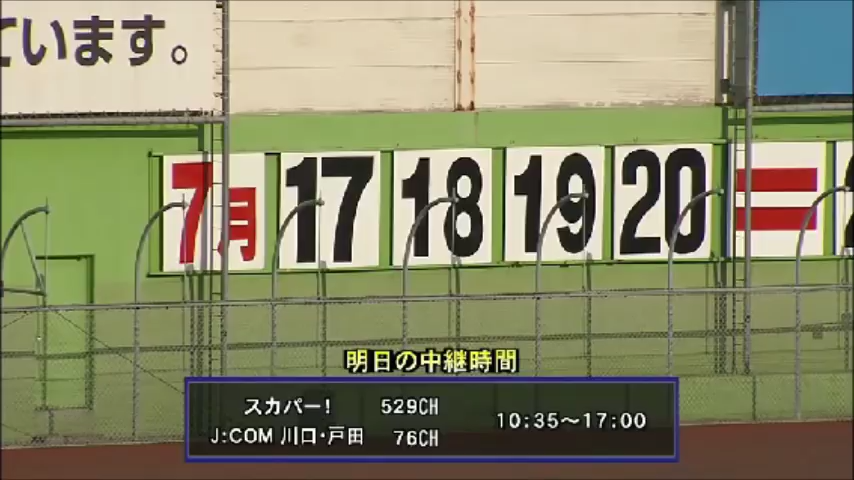 ています。
7月 17 18 19 20 =
明日の中継時間
スカパー! 529CH
10:35～17:00
J:COM 川口・戸田 76CH